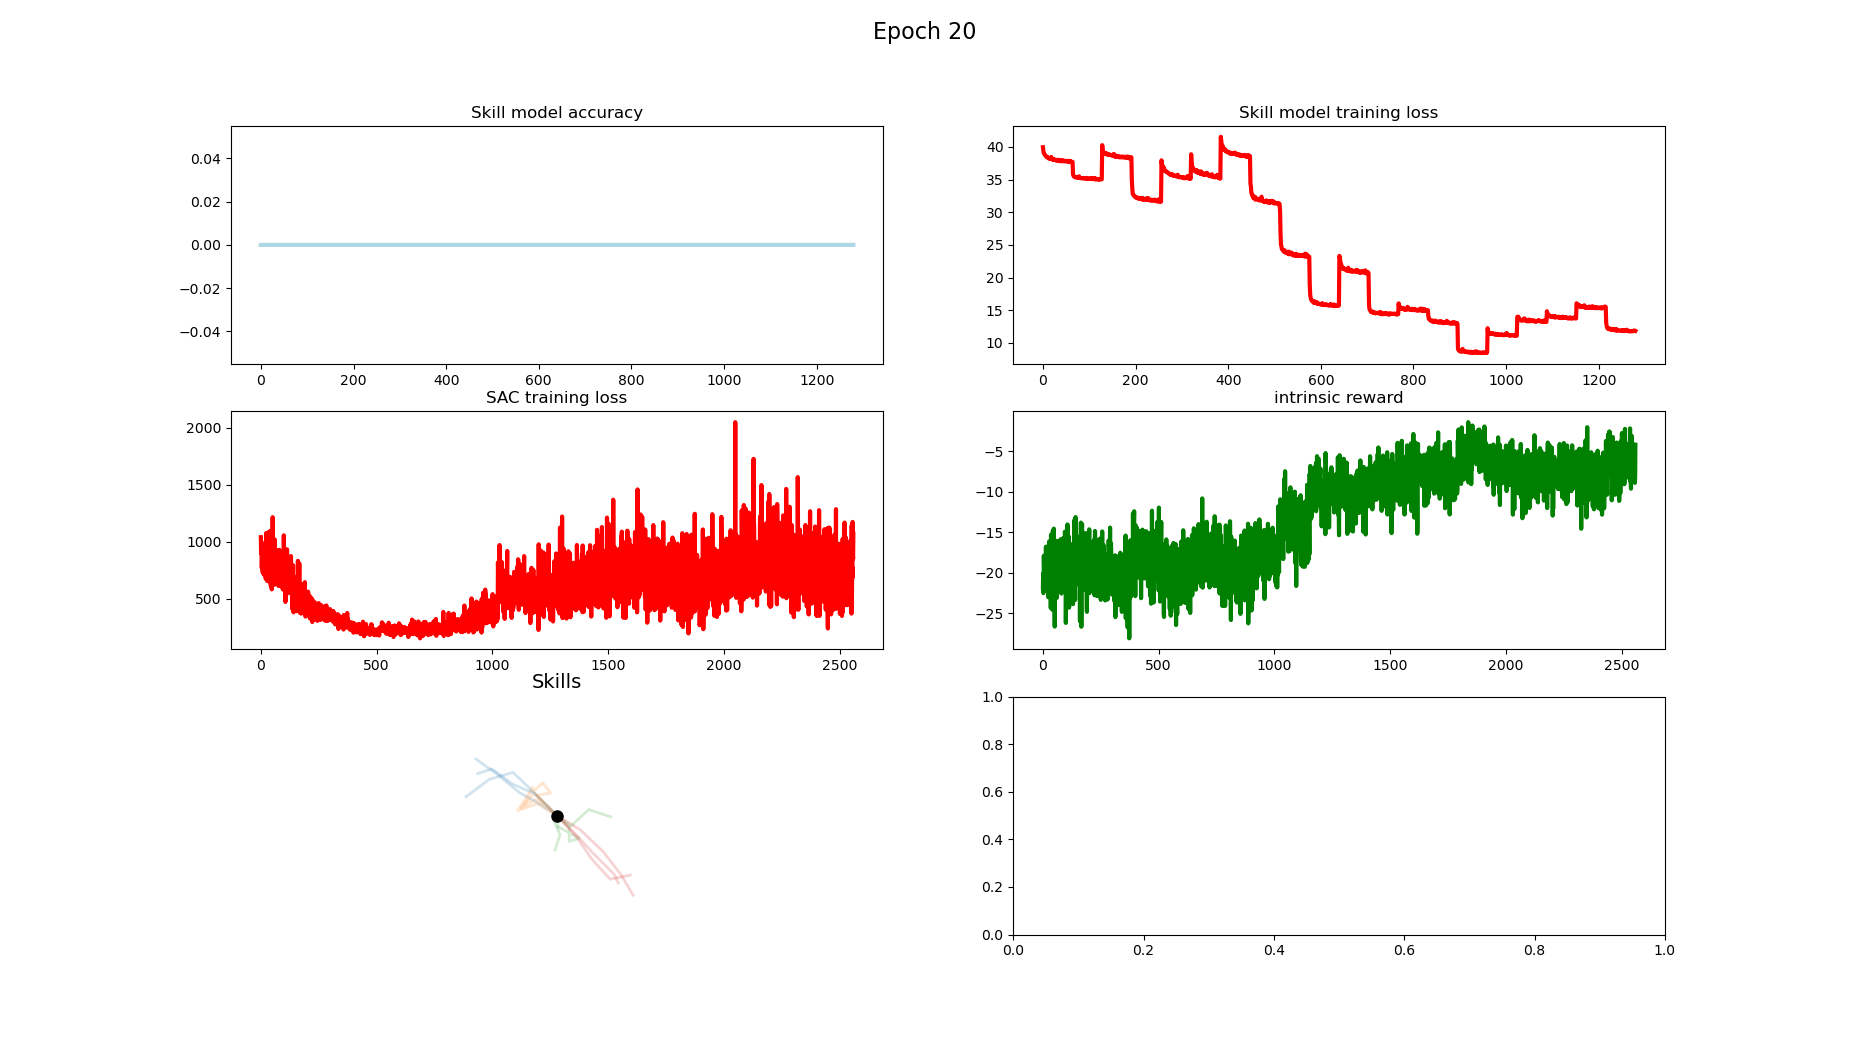 Epoch 20
Skill model accuracy
0.04
0.02
0.00
−0.02
−0.04
0 200 400 600 800 1000 1200
Skill model training loss
40
35
30
25
20
15
10
0 200 400 600 800 1000 1200
SAC training loss
2000
1500
1000
500
0 500 1000 1500 2000 2500
intrinsic reward
−5
−10
−15
−20
−25
0 500 1000 1500 2000 2500
Skills
1.0
0.8
0.6
0.4
0.2
0.0
0.0 0.2 0.4 0.6 0.8 1.0